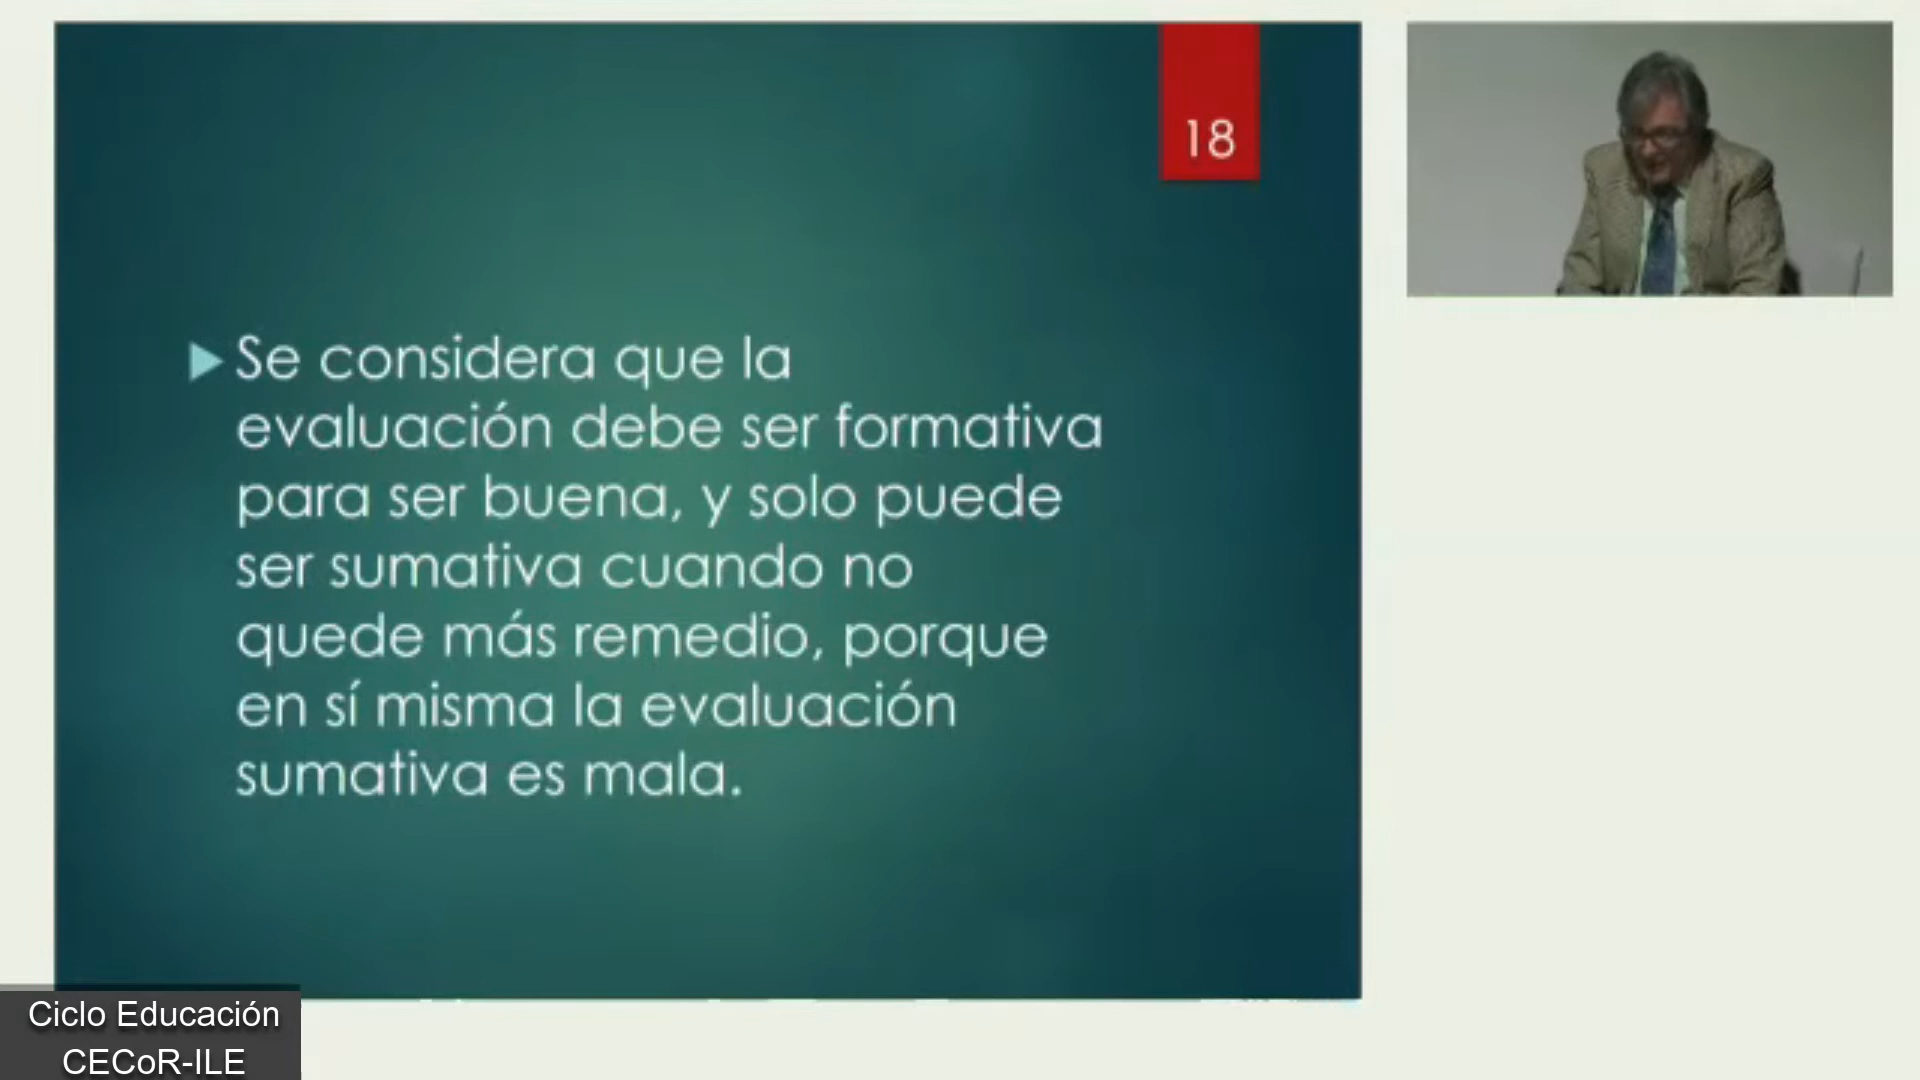 18
Se considera que la
evaluación debe ser formativa
para ser buena, y solo puede
ser sumativa cuando no
quede más remedio, porque
en sí misma la evaluación
sumativa es mala.
Ciclo Educación
CECoR-ILE